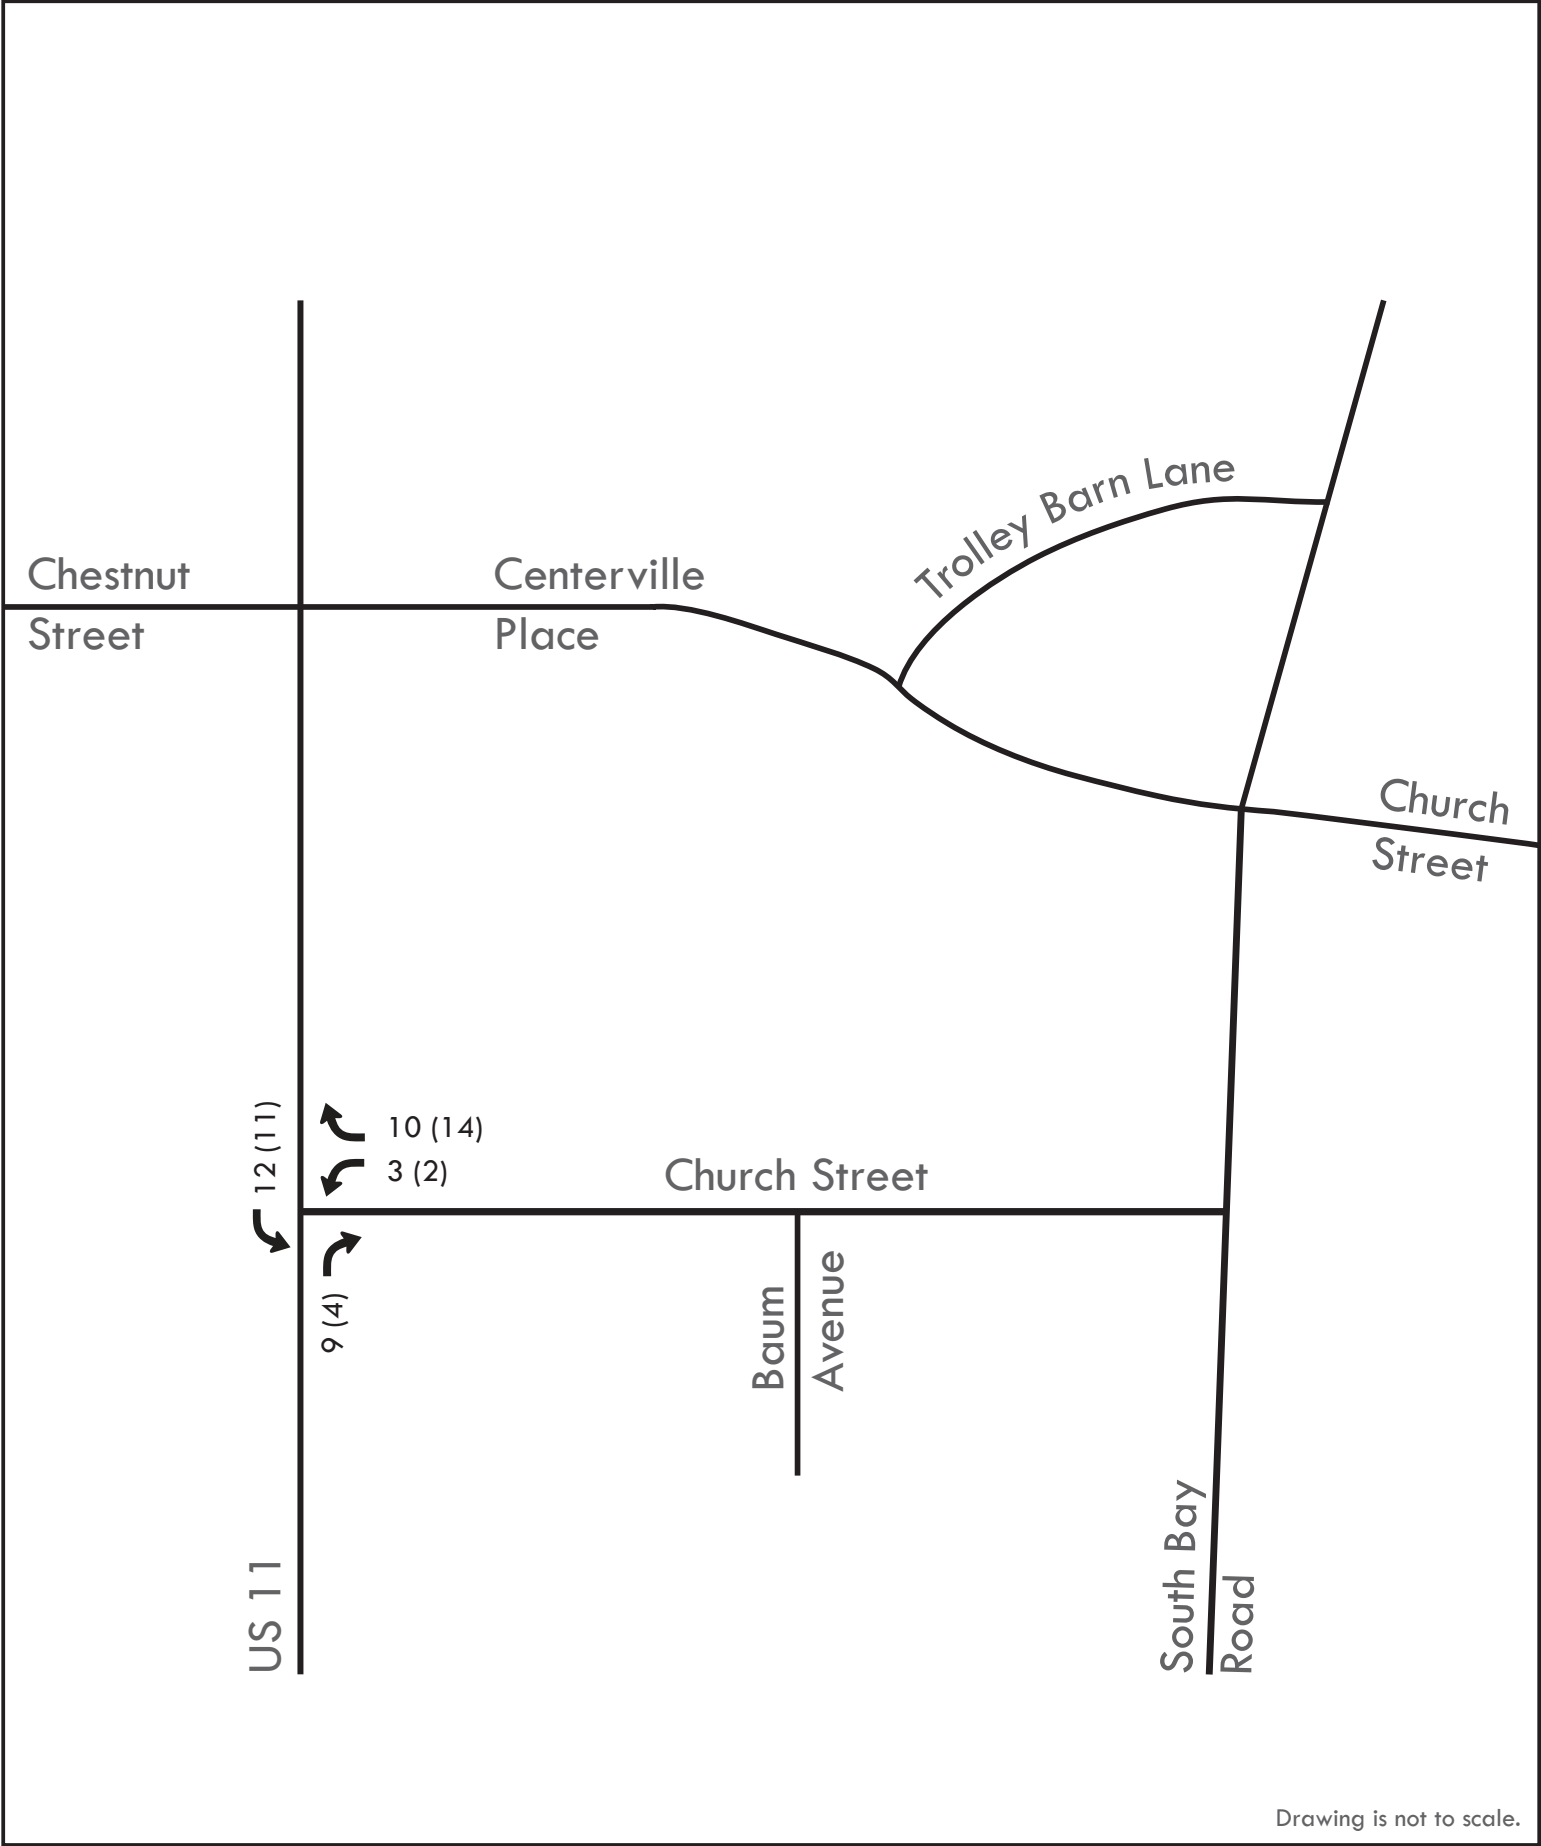 Trolley Barn Lane
Chestnut
Street
Centerville
Place
Church
Street
12 (11)
10 (14)
3 (2)
Church Street
9 (4)
Baum
Avenue
US 11
South Bay
Road
Drawing is not to scale.